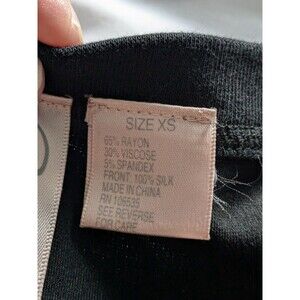 SIZE XS
65% RAYON
30% VISCOSE
5% SPANDEX
FRONT: 100% SILK
MADE IN CHINA
RN 106535
SEE REVERSE
FOR CARE